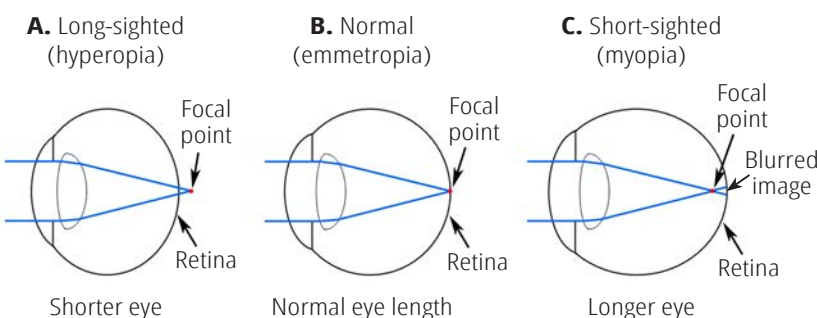 A. Long-sighted
(hyperopia)
Focal
point
Retina
Shorter eye
B. Normal
(emmetropia)
Focal
point
Retina
Normal eye length
C. Short-sighted
(myopia)
Focal
point
Blurred
image
Retina
Longer eye